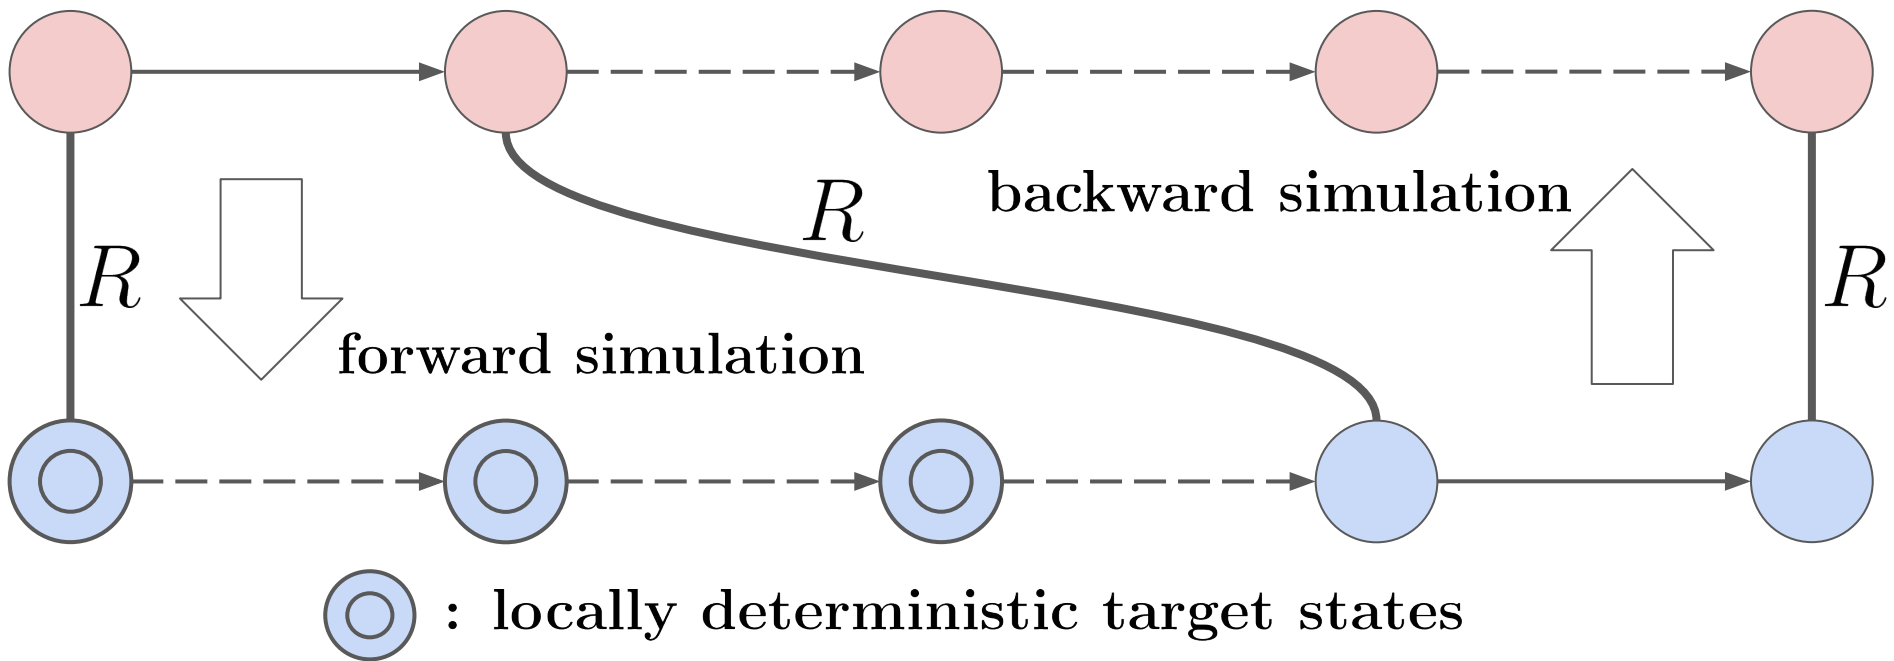 R
backward simulation
R
R
forward simulation
: locally deterministic target states